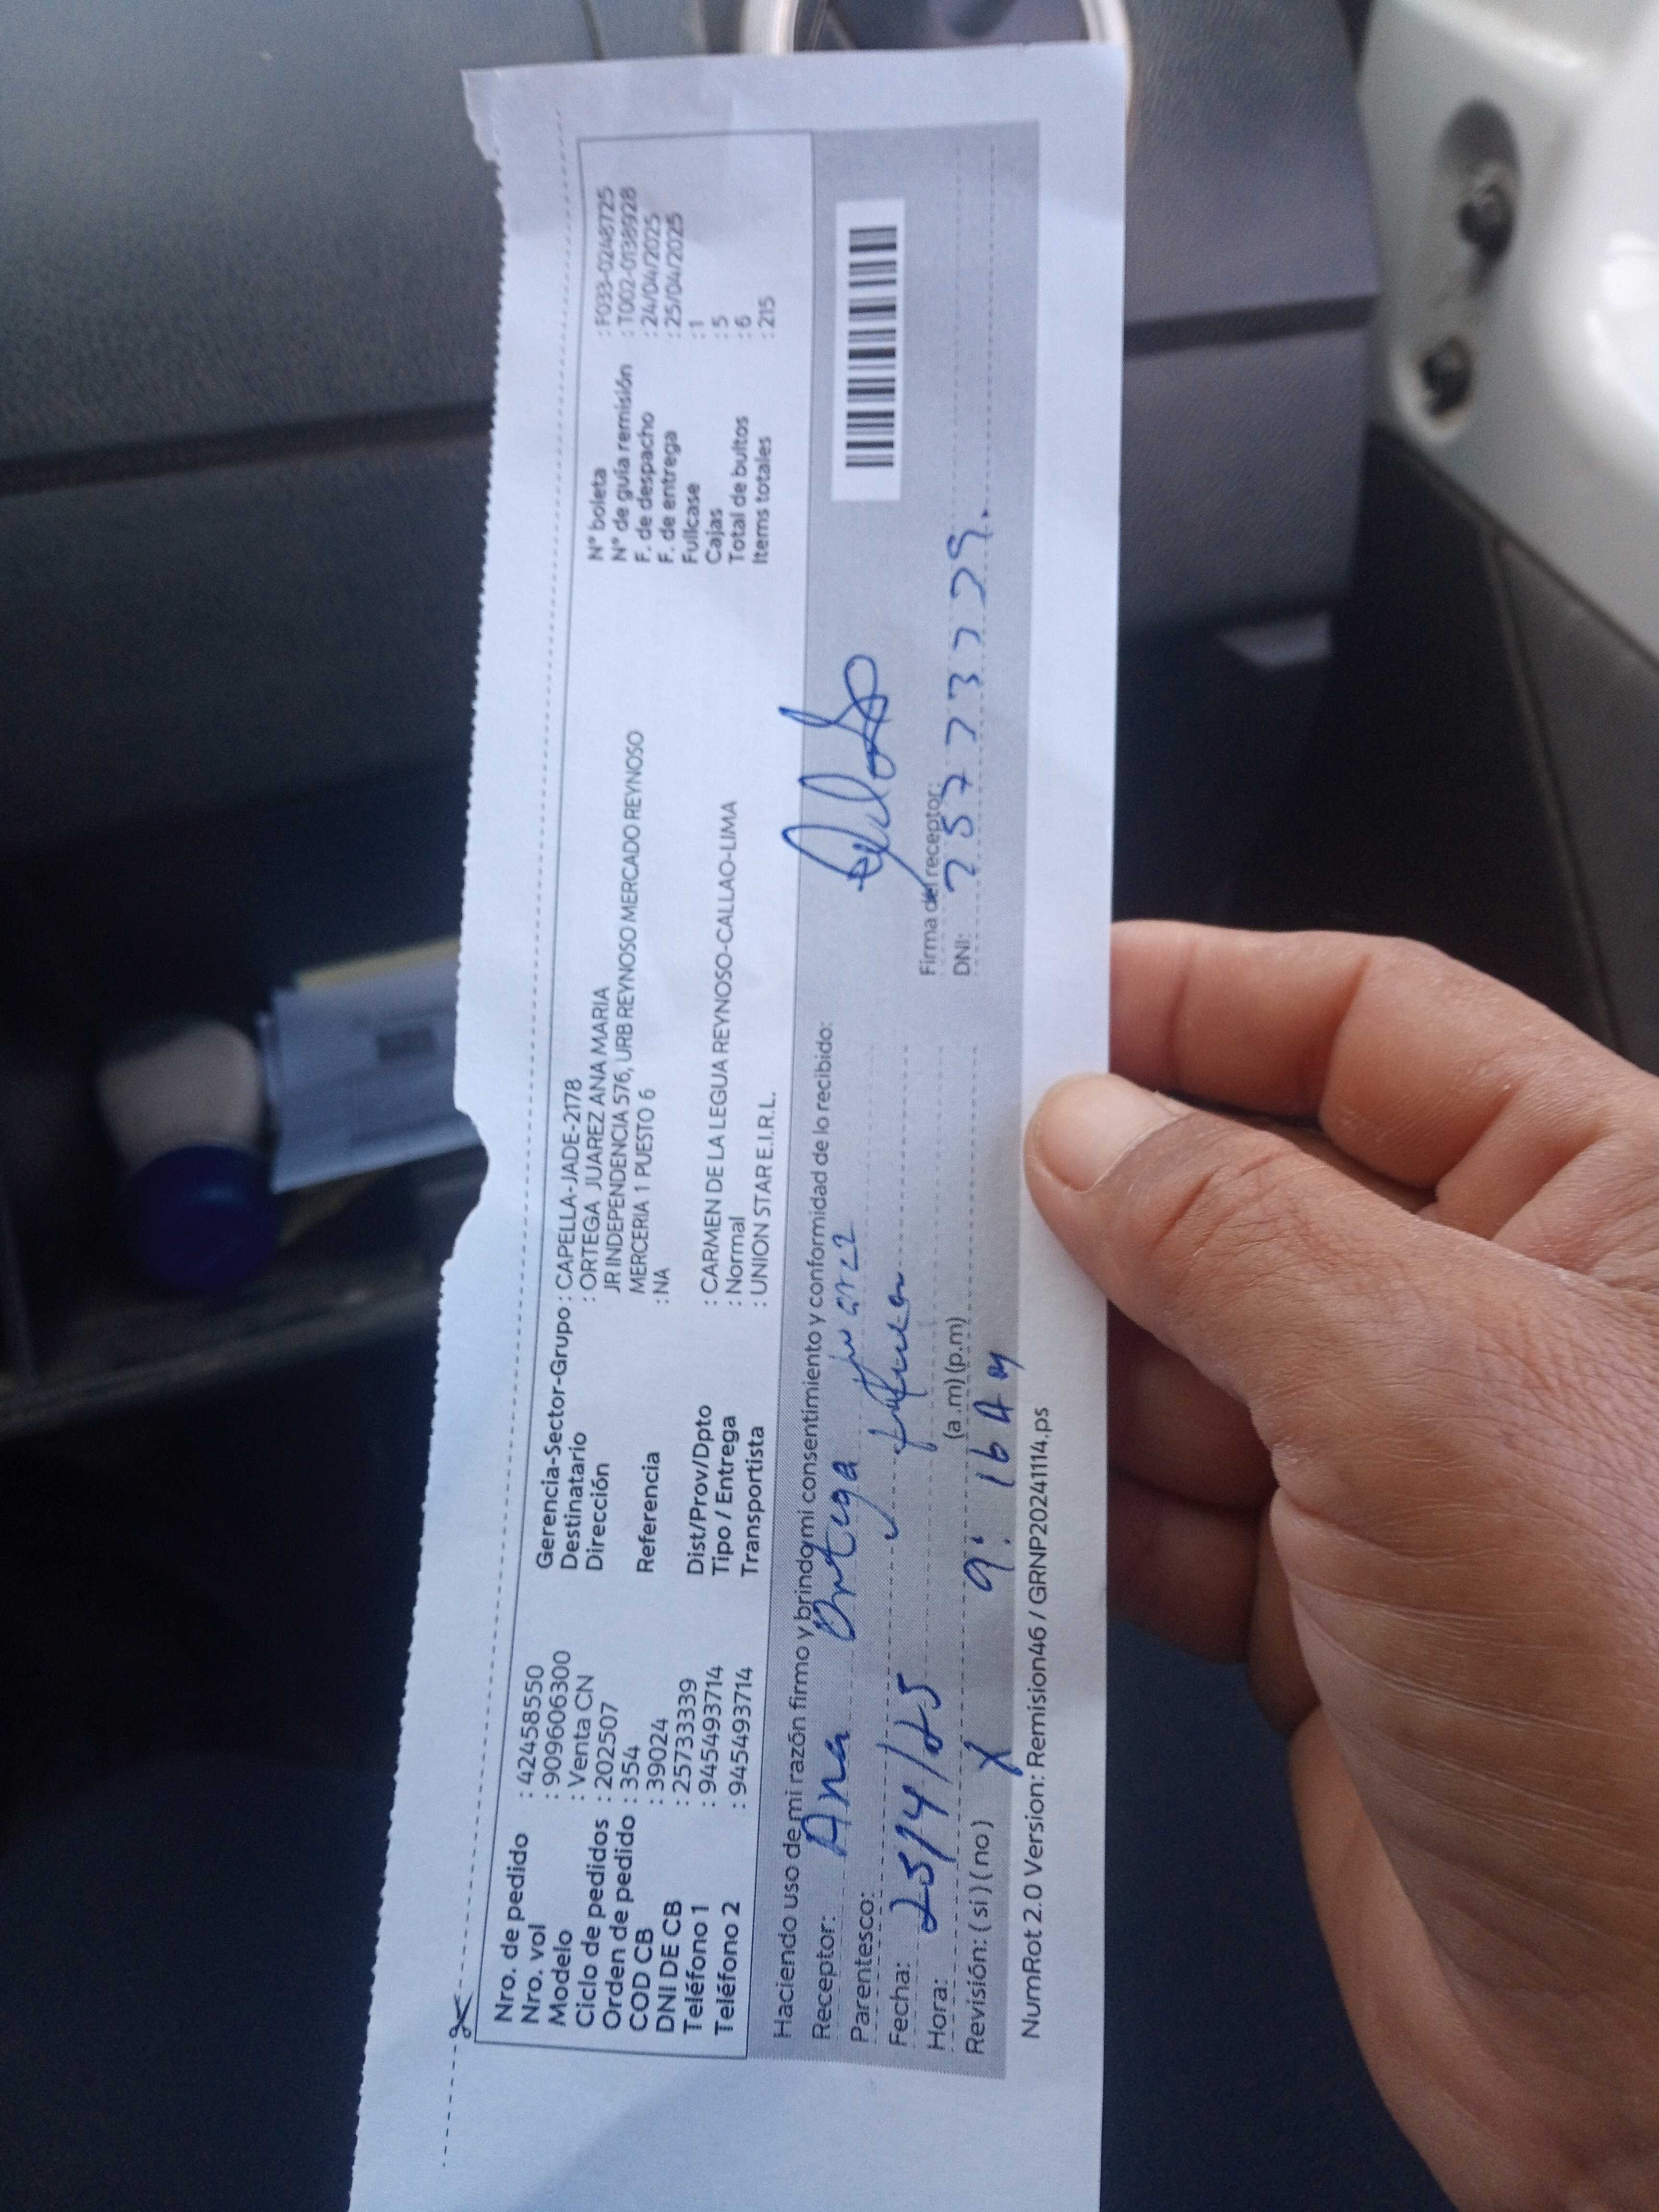 Nro. de pedido : 42458550
Nro. vol : 9096606300
Modelo : Venta CN
Ciclo de pedidos : 202507
Orden de pedido : 354
COD CB : 39024
DNI DE CB : 25733339
Teléfono 1 : 945493714
Teléfono 2 : 945493714
Gerencia-Sector-Grupo : CAPELLA-JADE-2178
Destinatario : ORTEGA JUAREZ ANA MARIA
Dirección JR INDEPENDENCIA 576, URB REYNOSO MERCADO REYNOSO
MERCERIA 1 PUESTO 6
Referencia : NA
Dist/Prov/Dpto : CARMEN DE LA LEGUA REYNOSO-CALLAO-LIMA
Tipo / Entrega : Normal
Transportista : UNION STAR E.I.R.L.
N° boleta : F033-0248725
N° de guía remisión : T002-0138928
F. de despacho : 24/04/2025
F. de entrega : 25/04/2025
Fullcase : 1
Cajas : 5
Total de bultos : 6
Items totales : 215
Haciendo uso de mi razón firmo y brindo mi consentimiento y conformidad de lo recibido:
Receptor: Ana Ortega Juarez
Parentesco:
Fecha: 25/4/25
Hora: 9:16 AM (a .m) (p.m)
Revisión: ( si ) ( no ) X
Firma del receptor:
DNI:
NumRot 2.0 Version: Remision46 / GRNP20241114.ps